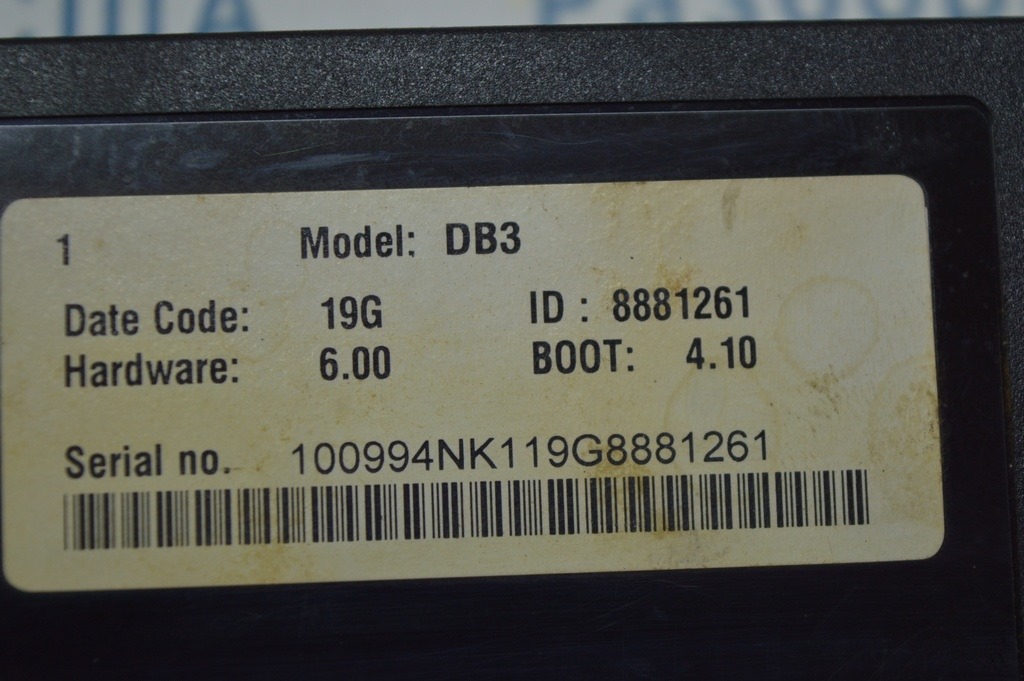 1 Model: DB3
Date Code: 19G ID : 8881261
Hardware: 6.00 BOOT: 4.10
Serial no. 100994NK119G8881261